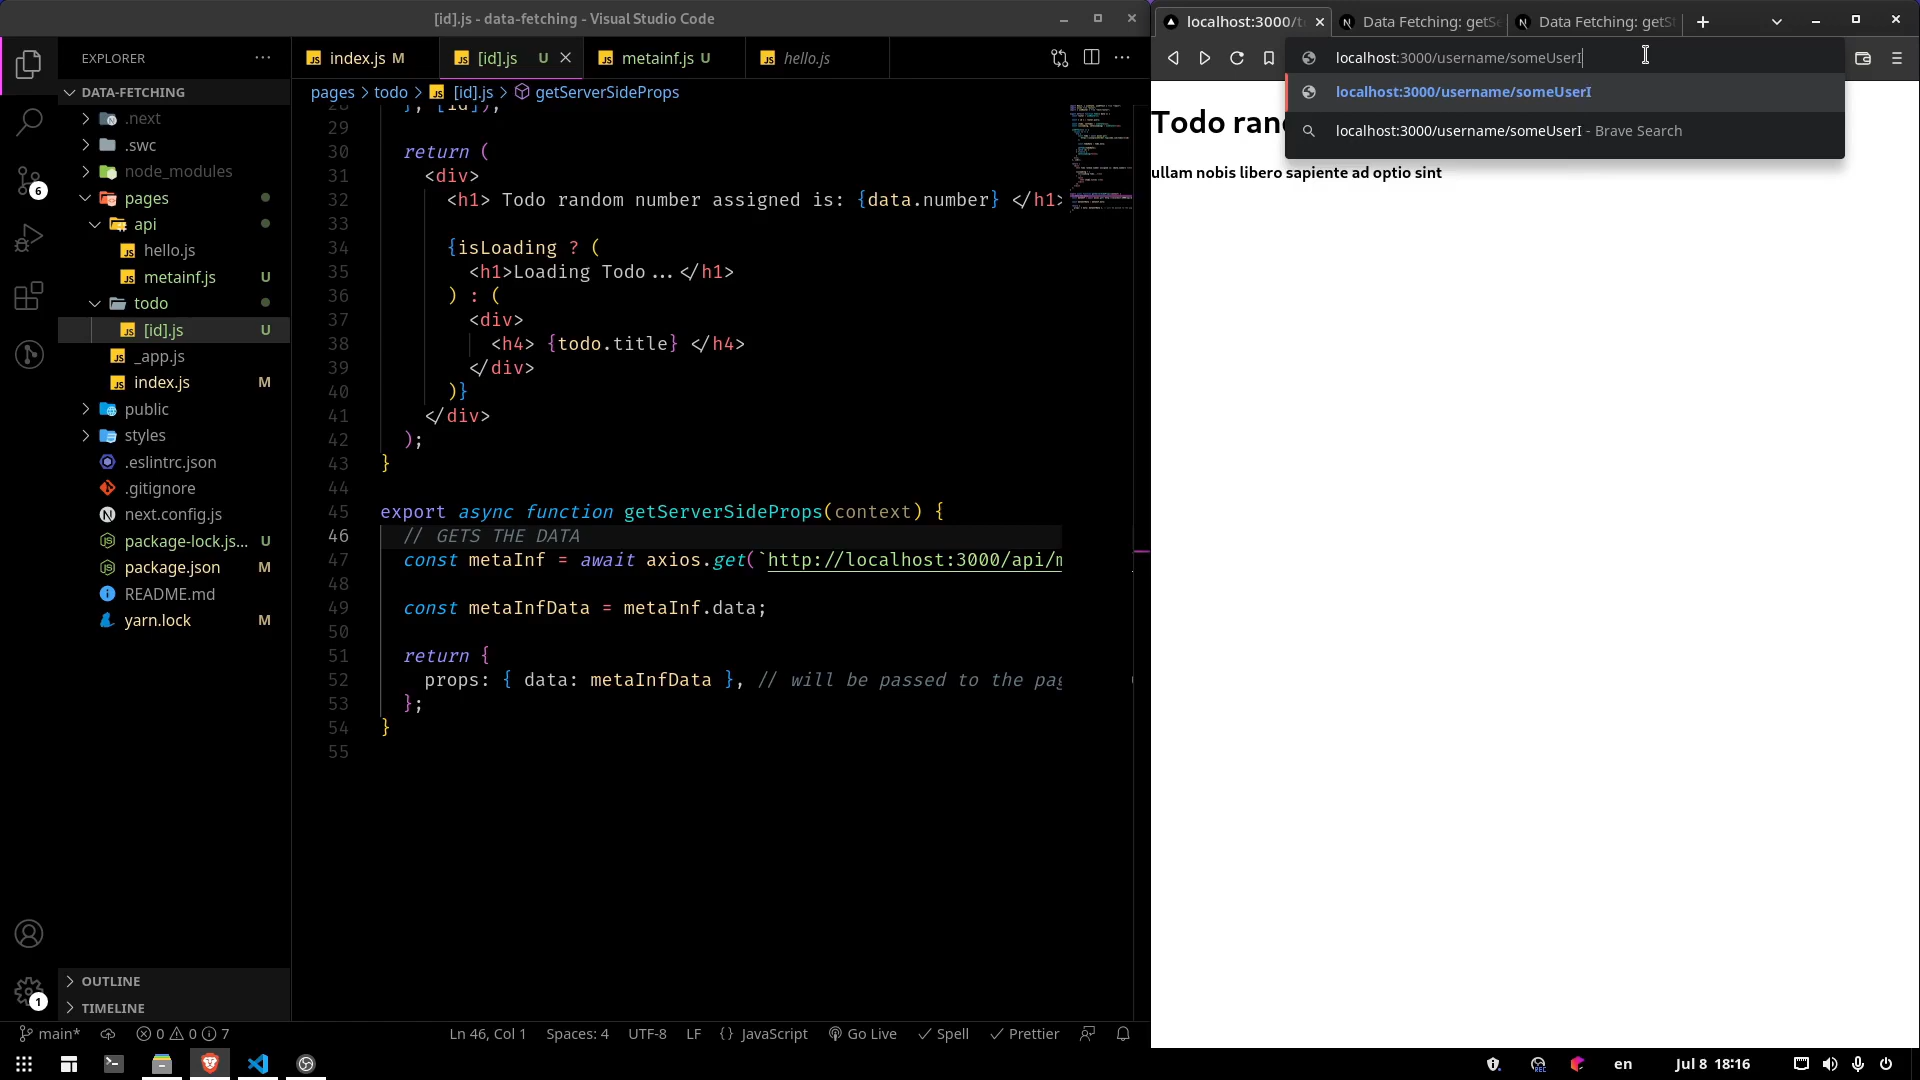 [id].js - data-fetching - Visual Studio Code
EXPLORER
DATA-FETCHING
.next
.swc
node_modules
pages
api
hello.js
metainf.js U
todo
[id].js U
_app.js
index.js M
public
styles
.eslintrc.json
.gitignore
next.config.js
package-lock.js... U
package.json M
README.md
yarn.lock M
OUTLINE
TIMELINE
6
1
index.js M
[id].js U
metainf.js U
hello.js
pages > todo > [id].js > getServerSideProps
28 }, [id]);
29
30 return (
31 <div>
32 <h1> Todo random number assigned is: {data.number} </h1>
33
34 {isLoading ? (
35 <h1>Loading Todo...</h1>
36 ) : (
37 <div>
38 <h4> {todo.title} </h4>
39 </div>
40 )}
41 </div>
42 );
43 }
44
45 export async function getServerSideProps(context) {
46 // GETS THE DATA
47 const metaInf = await axios.get(`http://localhost:3000/api/m
48
49 const metaInfData = metaInf.data;
50
51 return {
52 props: { data: metaInfData }, // will be passed to the pag
53 };
54 }
55
main* 0 0 7 Ln 46, Col 1 Spaces: 4 UTF-8 LF {} JavaScript Go Live Spell Prettier
localhost:3000/t
Data Fetching: getSe
Data Fetching: getSt
localhost:3000/username/someUserI
localhost:3000/username/someUserI
localhost:3000/username/someUserI - Brave Search
Todo ran
ullam nobis libero sapiente ad optio sint
REC en Jul 8 18:16